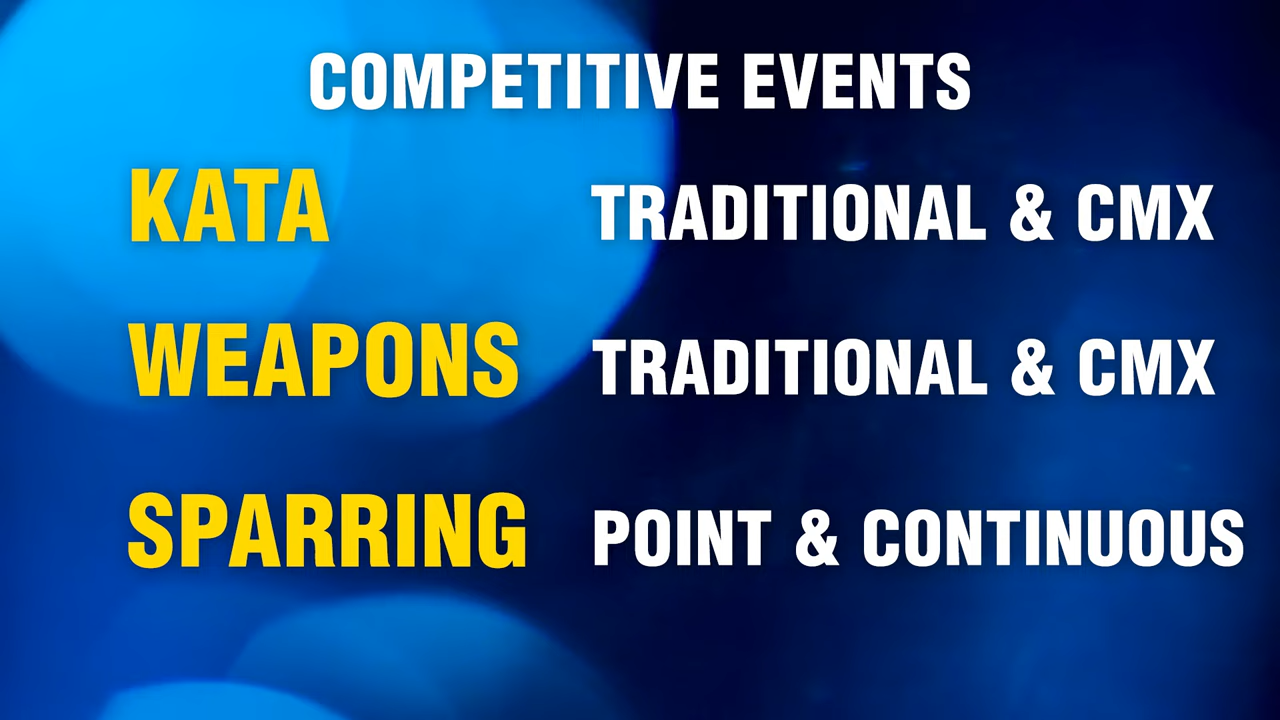 COMPETITIVE EVENTS
KATA TRADITIONAL & CMX
WEAPONS TRADITIONAL & CMX
SPARRING POINT & CONTINUOUS